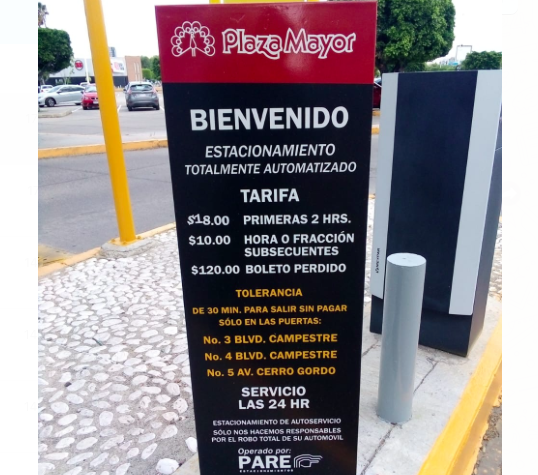 Plaza Mayor
BIENVENIDO
ESTACIONAMIENTO
TOTALMENTE AUTOMATIZADO
TARIFA
$18.00 PRIMERAS 2 HRS.
$10.00 HORA O FRACCIÓN
SUBSECUENTES
$120.00 BOLETO PERDIDO
TOLERANCIA
DE 30 MIN. PARA SALIR SIN PAGAR
SÓLO EN LAS PUERTAS:
No. 3 BLVD. CAMPESTRE
No. 4 BLVD. CAMPESTRE
No. 5 AV. CERRO GORDO
SERVICIO
LAS 24 HR
ESTACIONAMIENTO DE AUTOSERVICIO
SÓLO NOS HACEMOS RESPONSABLES
POR EL ROBO TOTAL DE SU AUTOMOVIL
Operado por:
PARE
ESTACIONAMIENTOS